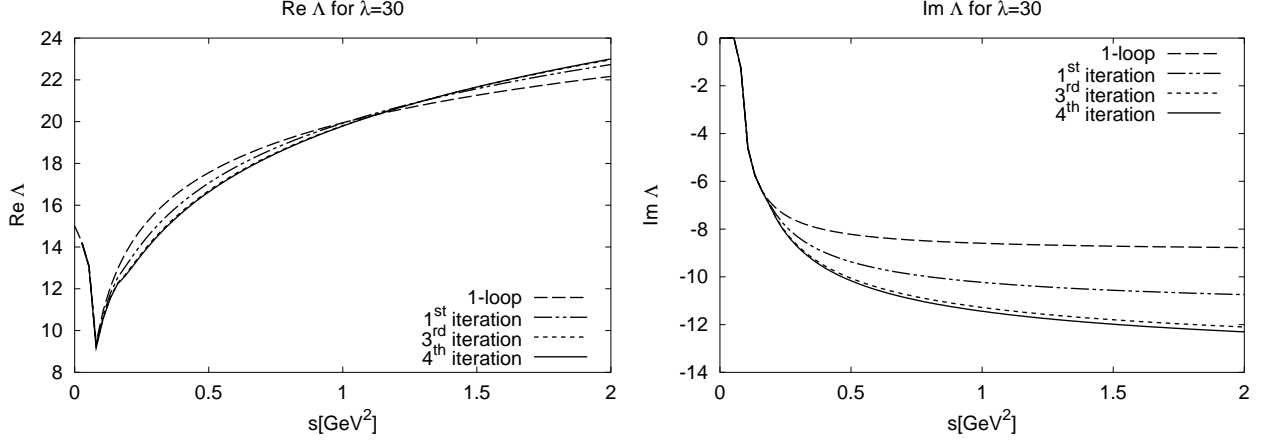 Re Λ for λ=30
24
22
20
18
16
14
12
10
8
Re Λ
1-loop
1st iteration
3rd iteration
4th iteration
0 0.5 1 1.5 2
s[GeV2]
Im Λ for λ=30
0
-2
-4
-6
-8
-10
-12
-14
Im Λ
1-loop
1st iteration
3rd iteration
4th iteration
0 0.5 1 1.5 2
s[GeV2]